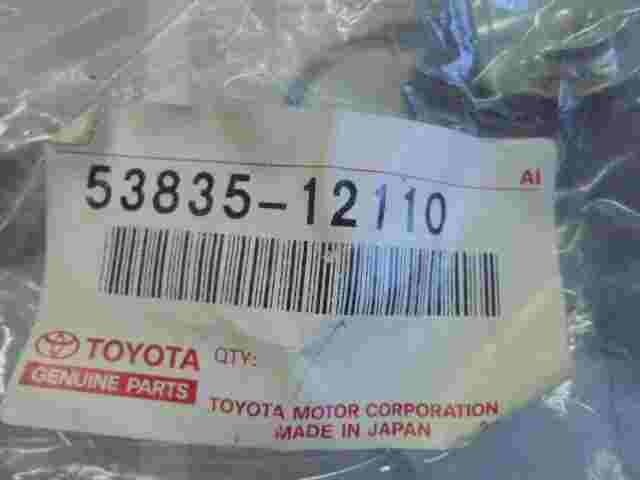 AI
53835-12110
TOYOTA QTY:
GENUINE PARTS
TOYOTA MOTOR CORPORATION
MADE IN JAPAN